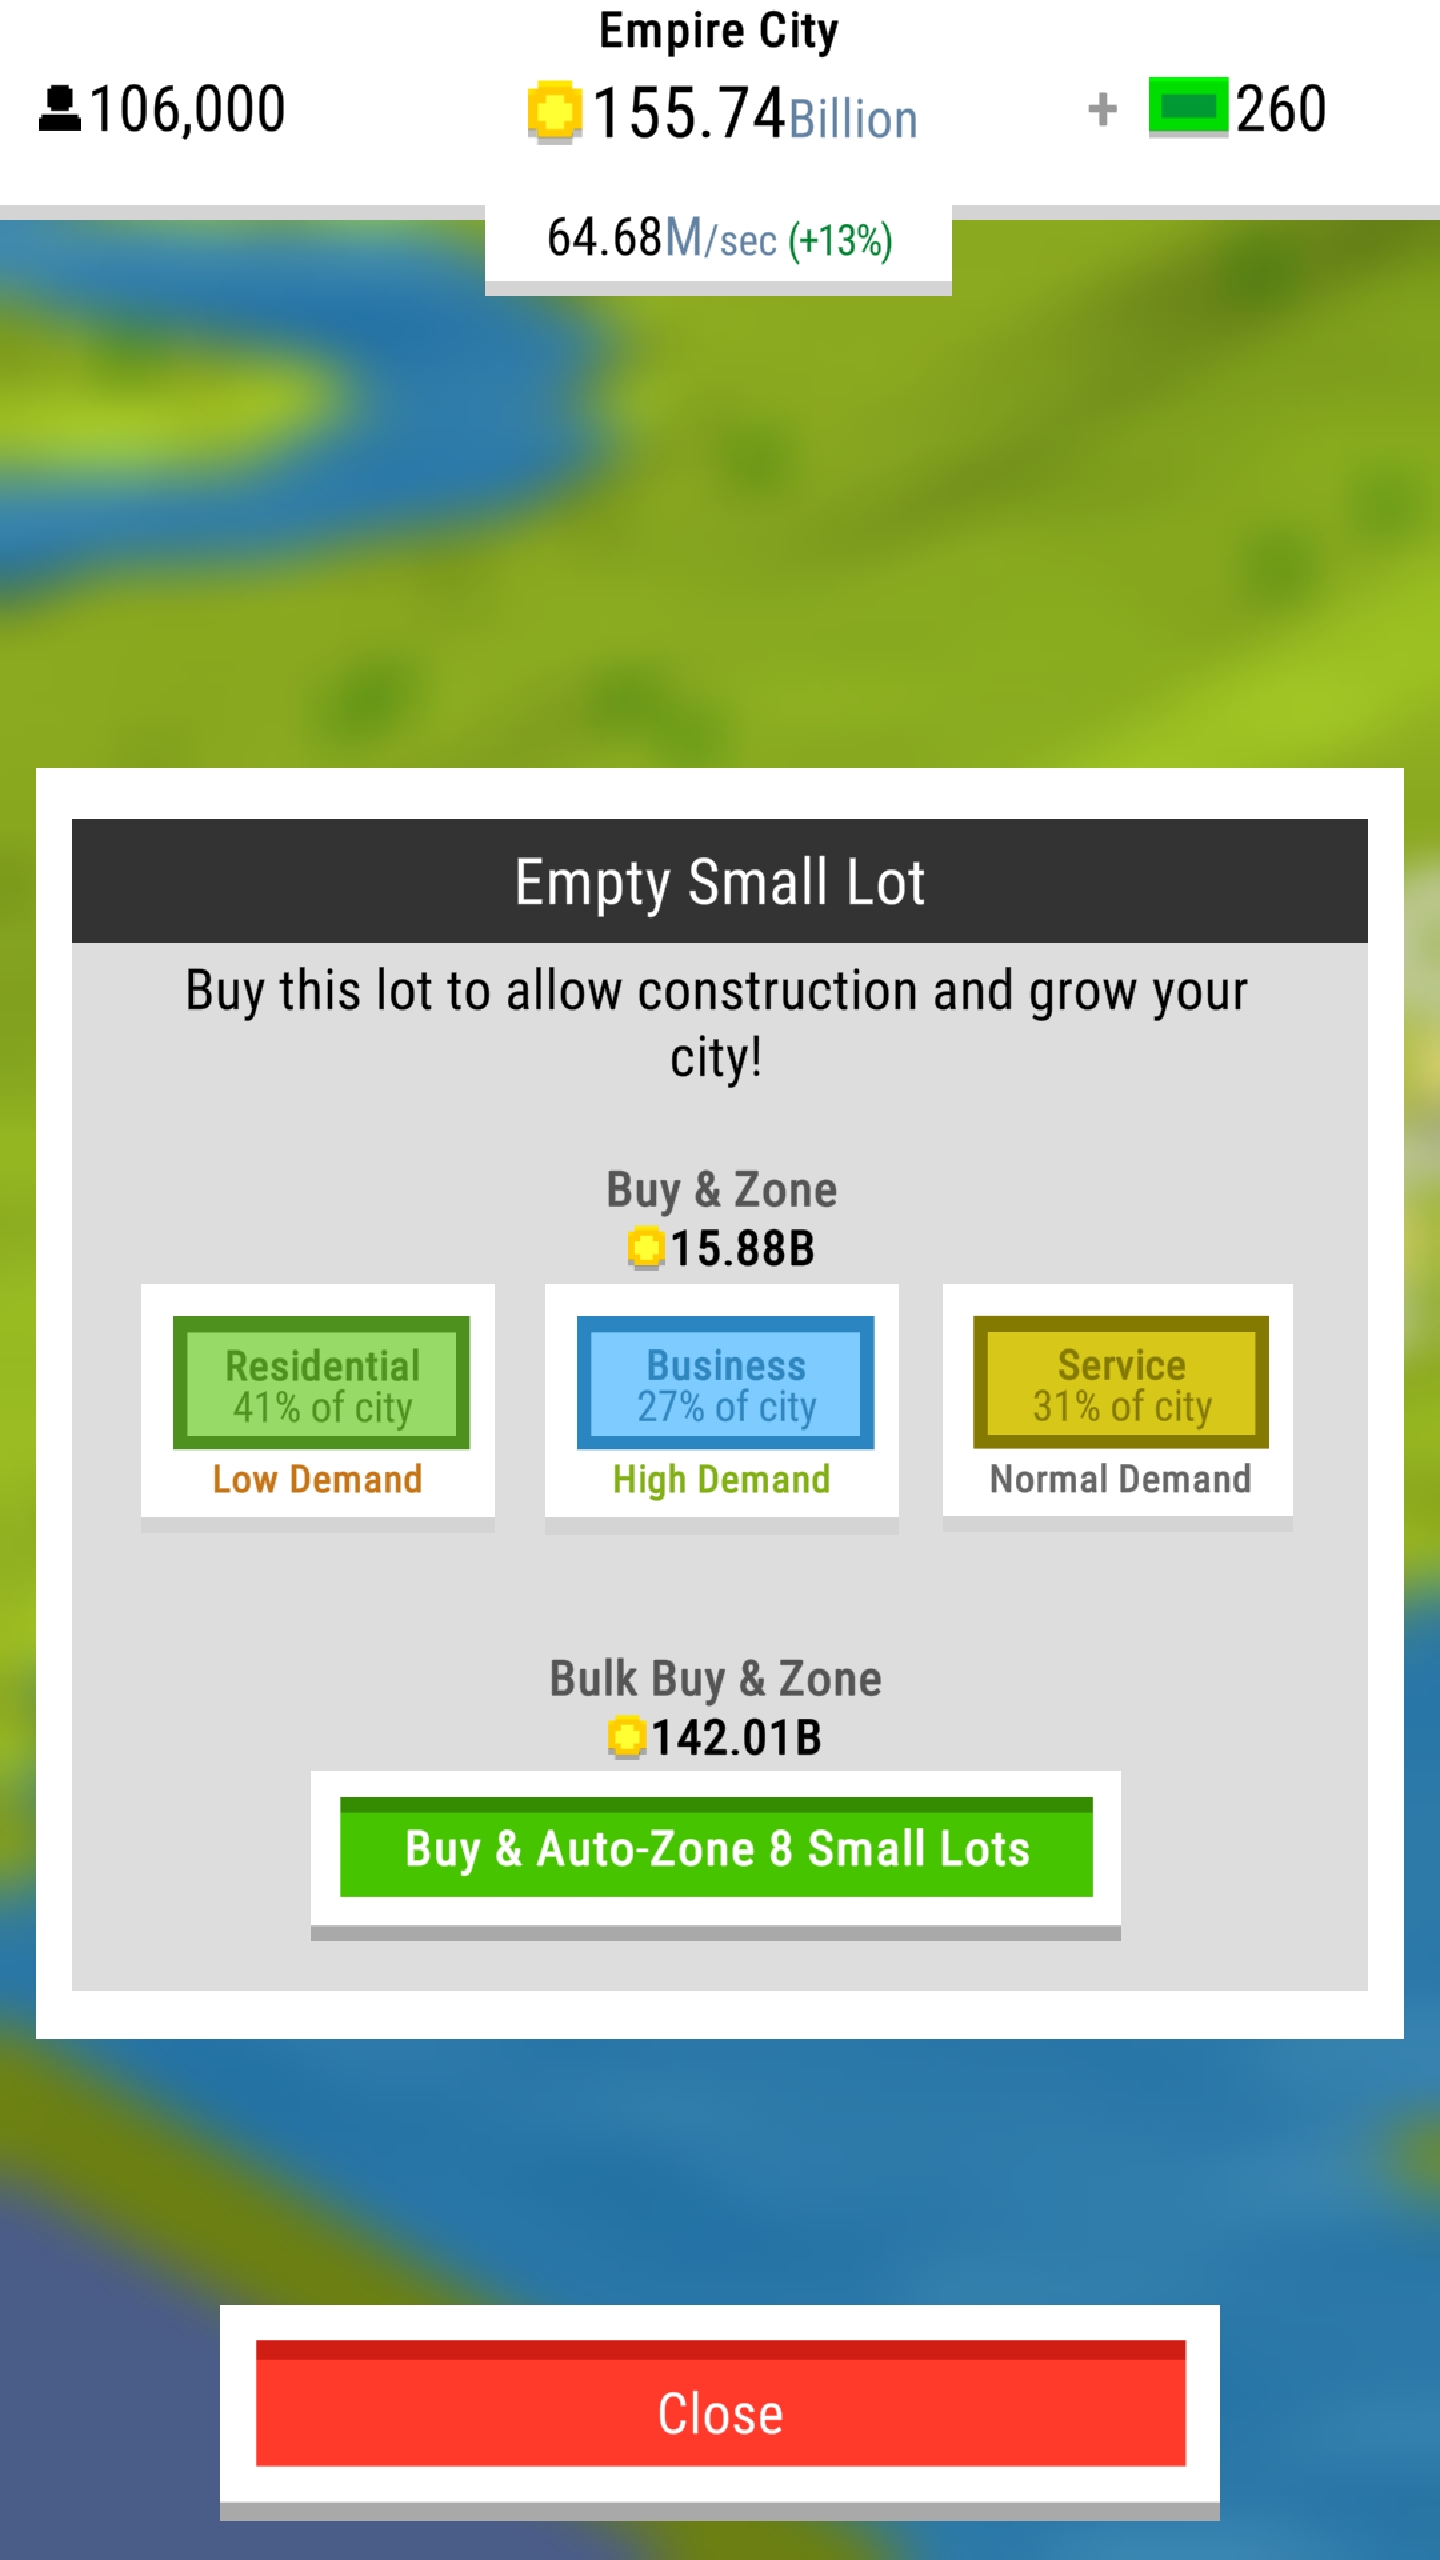 Empire City
106,000
155.74Billion
+ 260
64.68M/sec (+13%)
Empty Small Lot
Buy this lot to allow construction and grow your
city!
Buy & Zone
15.88B
Residential
41% of city
Low Demand
Business
27% of city
High Demand
Service
31% of city
Normal Demand
Bulk Buy & Zone
142.01B
Buy & Auto-Zone 8 Small Lots
Close